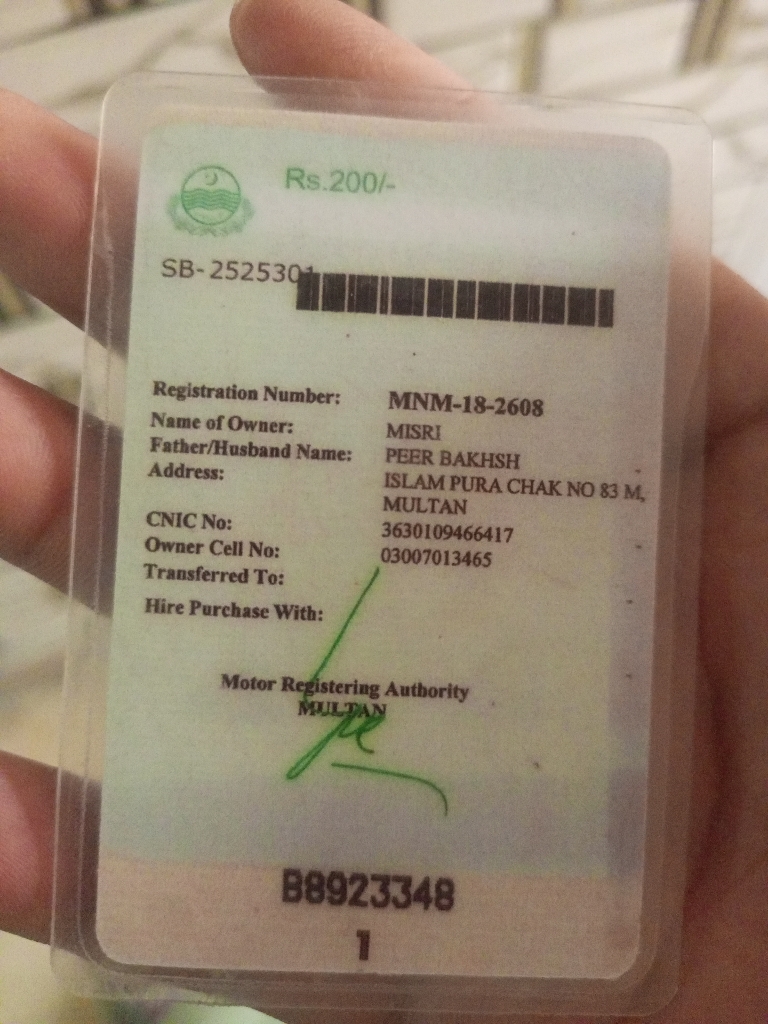 Rs.200/-
SB-2525301
Registration Number: MNM-18-2608
Name of Owner: MISRI
Father/Husband Name: PEER BAKHSH
Address: ISLAM PURA CHAK NO 83 M,
MULTAN
CNIC No: 3630109466417
Owner Cell No: 03007013465
Transferred To:
Hire Purchase With:
Motor Registering Authority
MULTAN
B8923348
1